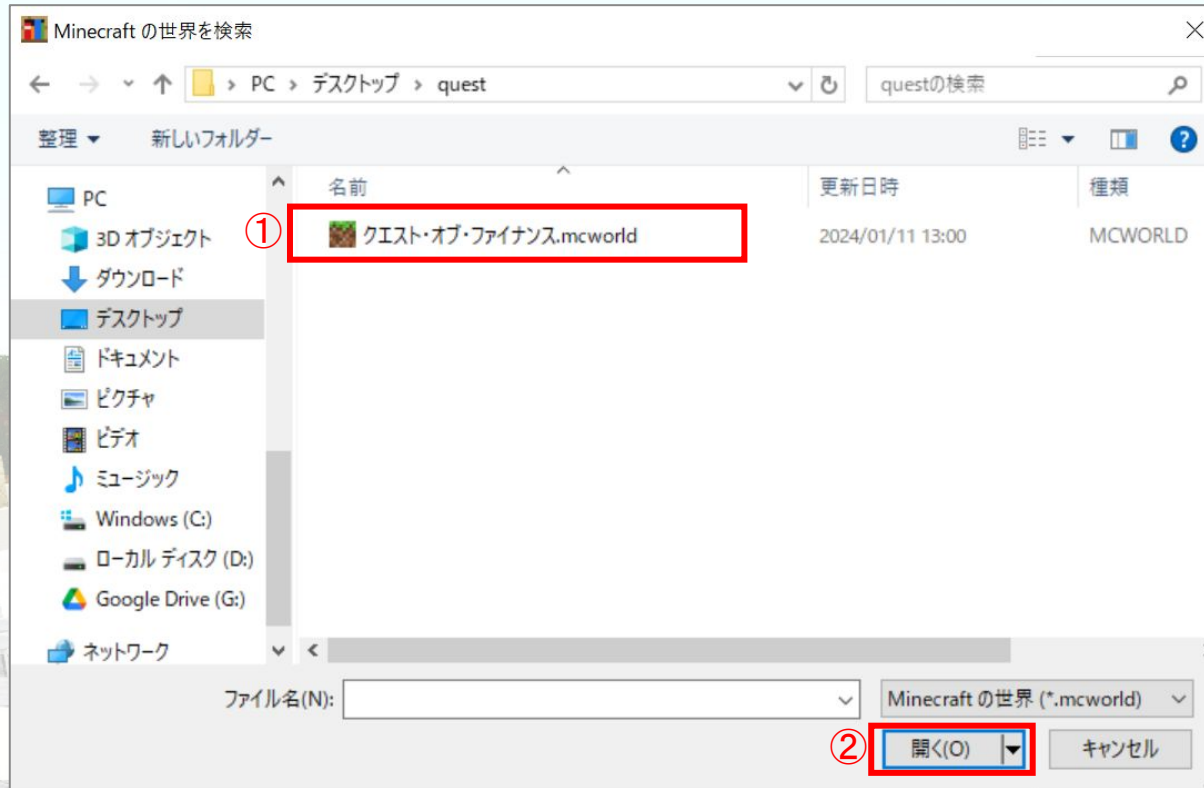 Minecraft の世界を検索
PC › デスクトップ › quest
questの検索
整理
新しいフォルダー
名前
更新日時
種類
① クエスト・オブ・ファイナンス.mcworld
2024/01/11 13:00
MCWORLD
PC
3D オブジェクト
ダウンロード
デスクトップ
ドキュメント
ピクチャ
ビデオ
ミュージック
Windows (C:)
ローカル ディスク (D:)
Google Drive (G:)
ネットワーク
ファイル名(N):
Minecraft の世界 (*.mcworld)
② 開く(O)
キャンセル